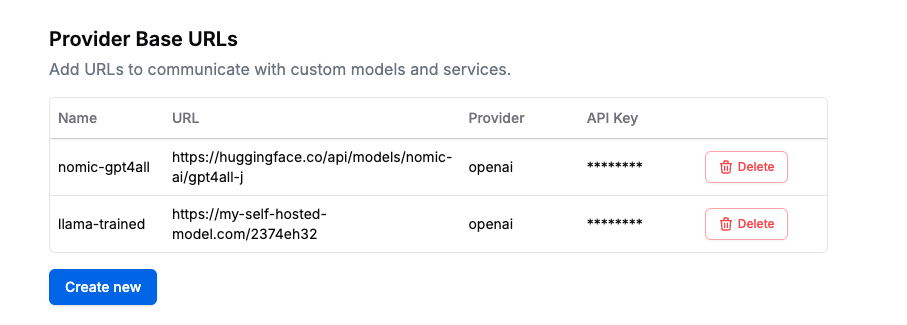 Provider Base URLs
Add URLs to communicate with custom models and services.
Name URL Provider API Key
nomic-gpt4all https://huggingface.co/api/models/nomic- openai ******** Delete
ai/gpt4all-j
llama-trained https://my-self-hosted- openai ******** Delete
model.com/2374eh32
Create new